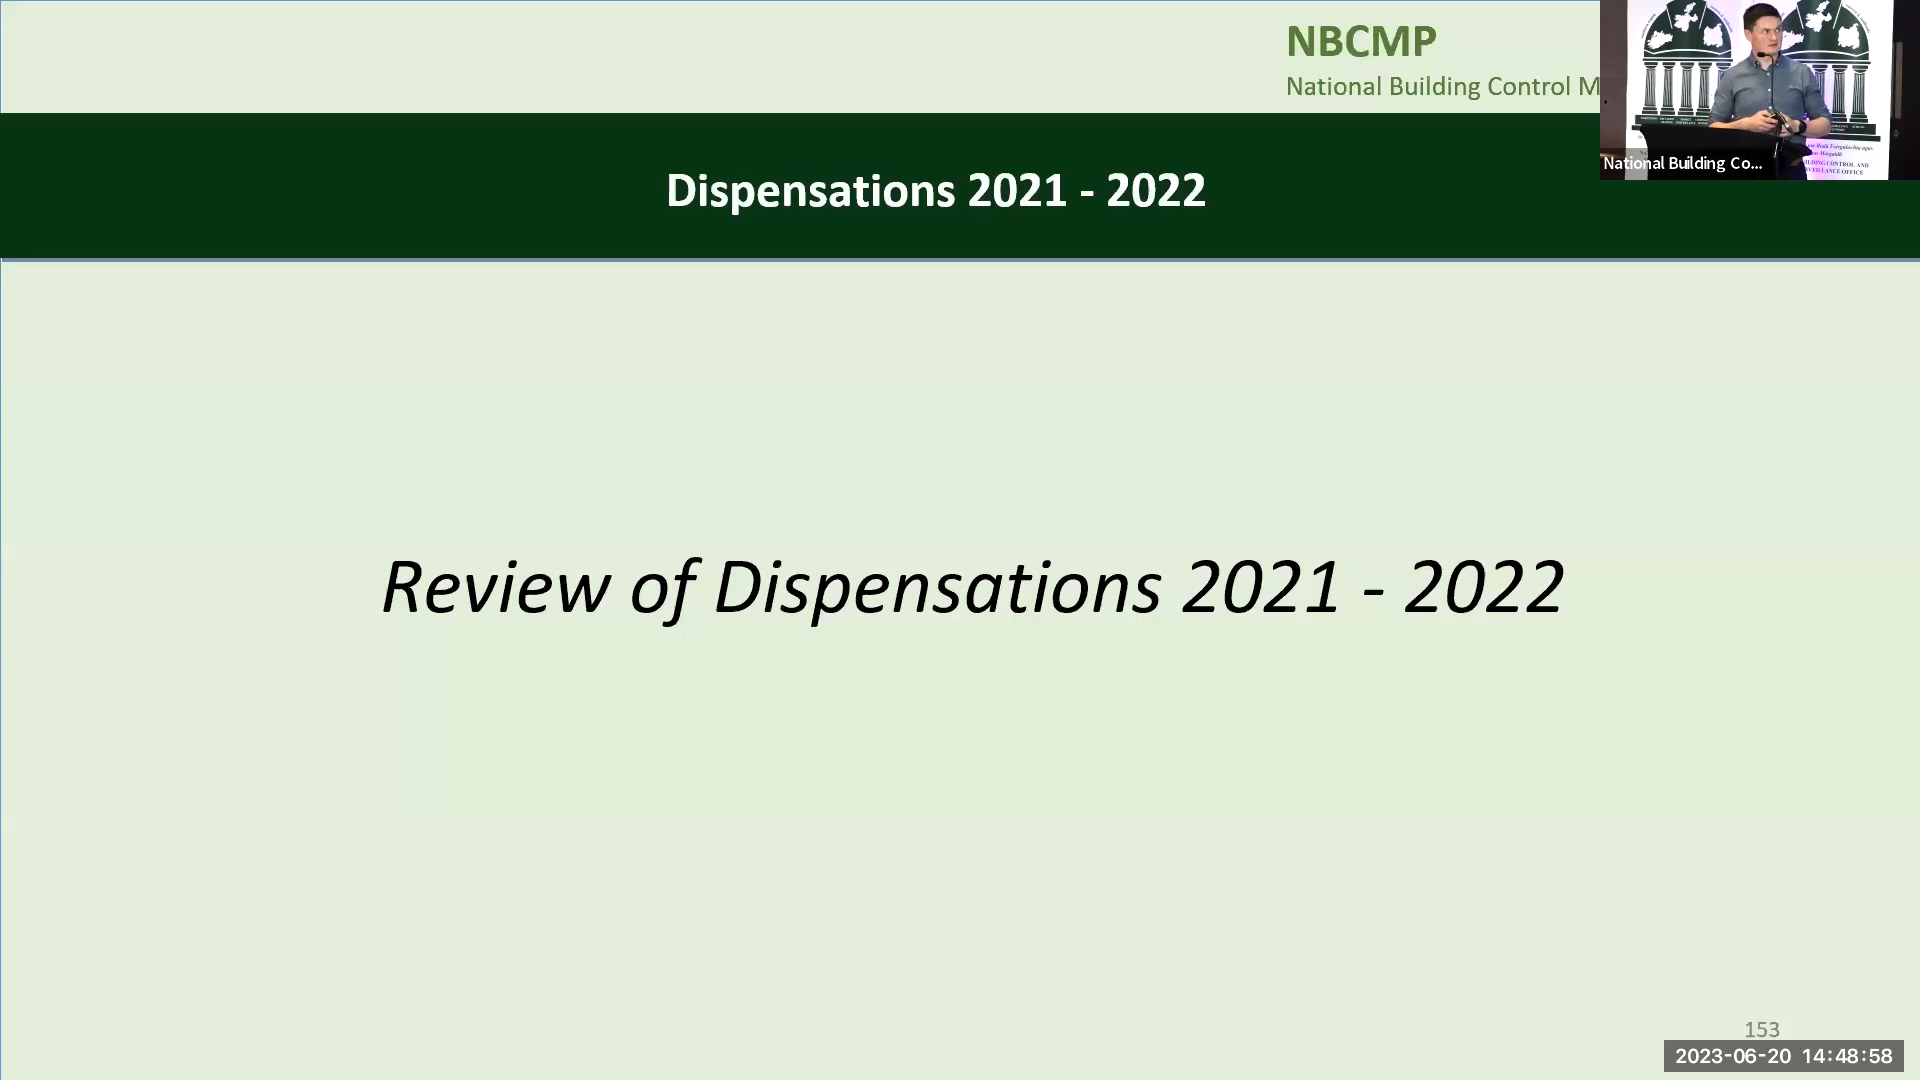 NBCMP
National Building Control M
Dispensations 2021 - 2022
National Building Co...
Review of Dispensations 2021 - 2022
153
2023-06-20 14:48:58